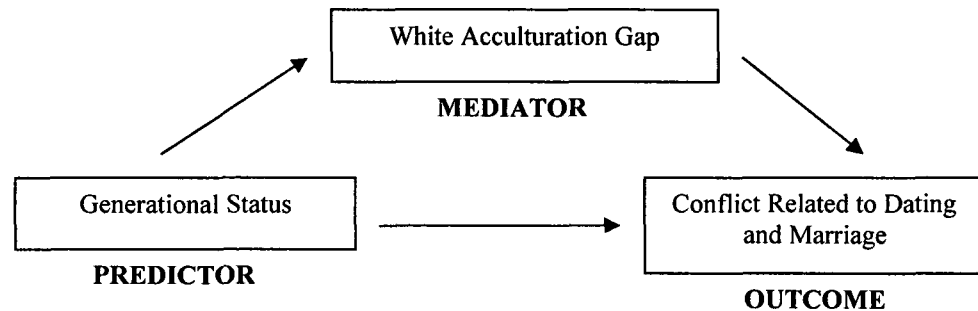 White Acculturation Gap
MEDIATOR
Generational Status
PREDICTOR
Conflict Related to Dating
and Marriage
OUTCOME